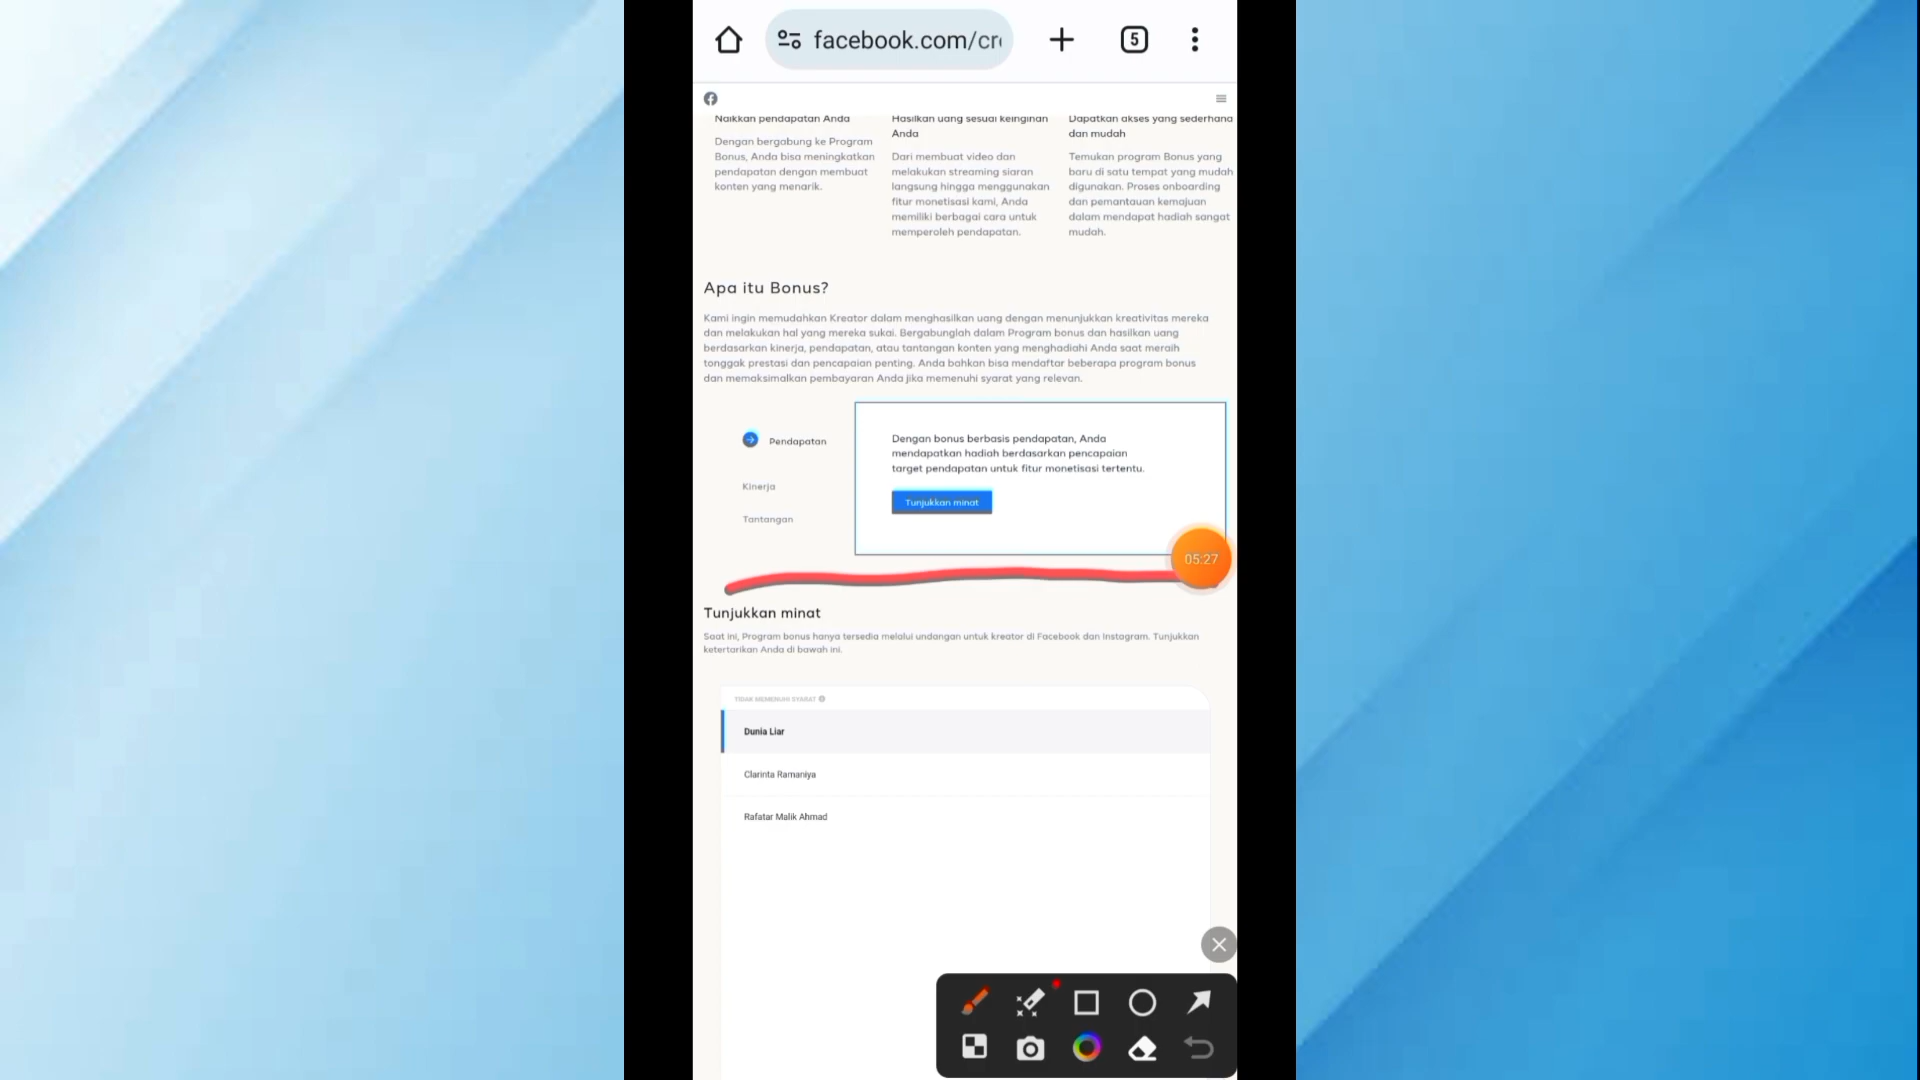 facebook.com/cr
5
Naikkan pendapatan Anda
Dengan bergabung ke Program
Bonus, Anda bisa meningkatkan
pendapatan dengan membuat
konten yang menarik.
Hasilkan uang sesuai keinginan
Anda
Dari membuat video dan
melakukan streaming siaran
langsung hingga menggunakan
fitur monetisasi kami, Anda
memiliki berbagai cara untuk
memperoleh pendapatan.
Dapatkan akses yang sederhana
dan mudah
Temukan program Bonus yang
baru di satu tempat yang mudah
digunakan. Proses onboarding
dan pemantauan kemajuan
dalam mendapat hadiah sangat
mudah.
Apa itu Bonus?
Kami ingin memudahkan Kreator dalam menghasilkan uang dengan menunjukkan kreativitas mereka
dan melakukan hal yang mereka sukai. Bergabunglah dalam Program bonus dan hasilkan uang
berdasarkan kinerja, pendapatan, atau tantangan konten yang menghadiahi Anda saat meraih
tonggak prestasi dan pencapaian penting. Anda bahkan bisa mendaftar beberapa program bonus
dan memaksimalkan pembayaran Anda jika memenuhi syarat yang relevan.
Pendapatan
Kinerja
Tantangan
Dengan bonus berbasis pendapatan, Anda
mendapatkan hadiah berdasarkan pencapaian
target pendapatan untuk fitur monetisasi tertentu.
Tunjukkan minat
05:27
Tunjukkan minat
Saat ini, Program bonus hanya tersedia melalui undangan untuk kreator di Facebook dan Instagram. Tunjukkan
ketertarikan Anda di bawah ini.
TIDAK MEMENUHI SYARAT
Dunia Liar
Clarinta Ramaniya
Rafatar Malik Ahmad